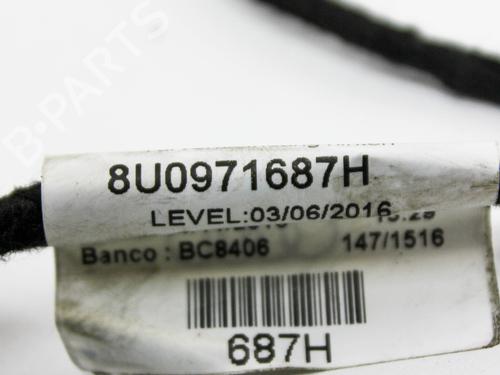 B-PARTS
8U0971687H
LEVEL:03/06/2016
Banco : BC8406 147/1516
687H